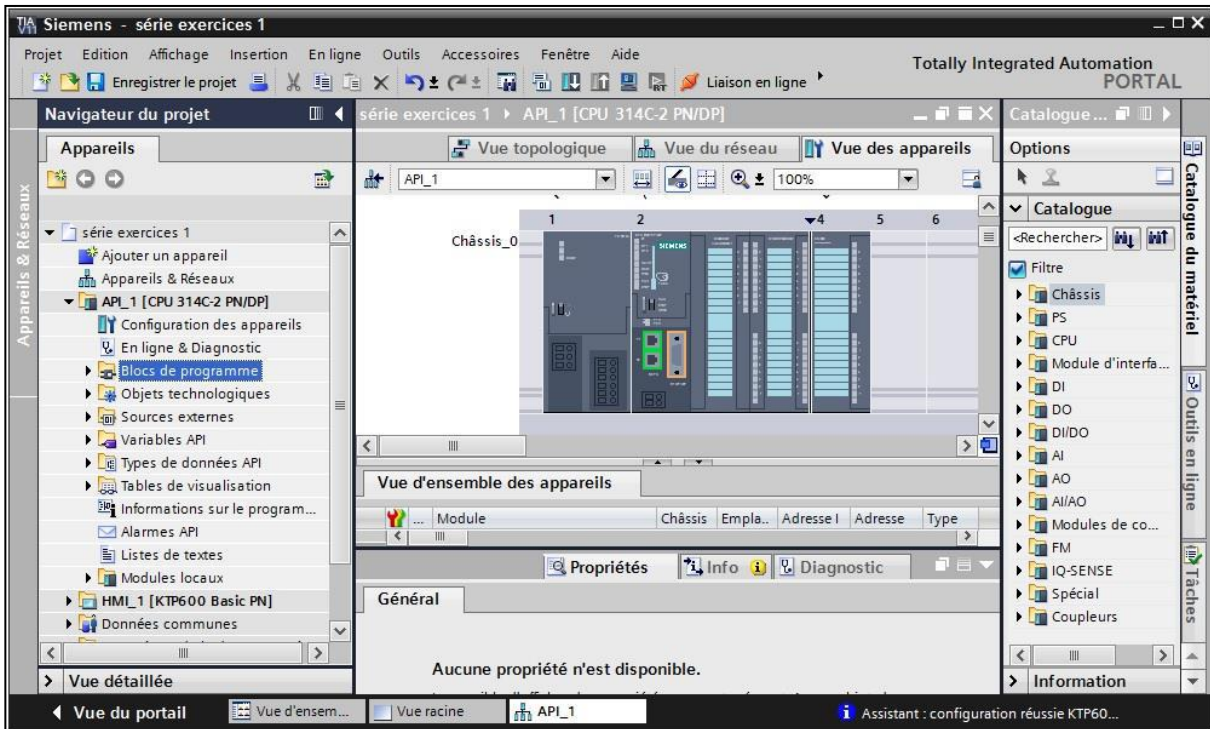 Siemens - série exercices 1
Projet Edition Affichage Insertion En ligne Outils Accessoires Fenêtre Aide
Totally Integrated Automation
PORTAL
Enregistrer le projet
Liaison en ligne
Navigateur du projet
série exercices 1 API_1 [CPU 314C-2 PN/DP]
Catalogue ...
Appareils
Vue topologique
Vue du réseau
Vue des appareils
Options
API_1
100%
Appareils & Réseaux
série exercices 1
Ajouter un appareil
Appareils & Réseaux
API_1 [CPU 314C-2 PN/DP]
Configuration des appareils
En ligne & Diagnostic
Blocs de programme
Objets technologiques
Sources externes
Variables API
Types de données API
Tables de visualisation
Informations sur le program...
Alarmes API
Listes de textes
Modules locaux
HMI_1 [KTP600 Basic PN]
Données communes
Vue détaillée
1 2 4 5 6
Châssis_0
SIEMENS
Vue d'ensemble des appareils
... Module Châssis Empla.. Adresse I Adresse Type
Propriétés
Info
Diagnostic
Général
Aucune propriété n'est disponible.
Catalogue
<Rechercher>
Filtre
Châssis
PS
CPU
Module d'interfa...
DI
DO
DI/DO
AI
AO
AI/AO
Modules de co...
FM
IQ-SENSE
Spécial
Coupleurs
Information
Catalogue du matériel
Outils en ligne
Tâches
Vue du portail
Vue d'ensem...
Vue racine
API_1
Assistant : configuration réussie KTP60...